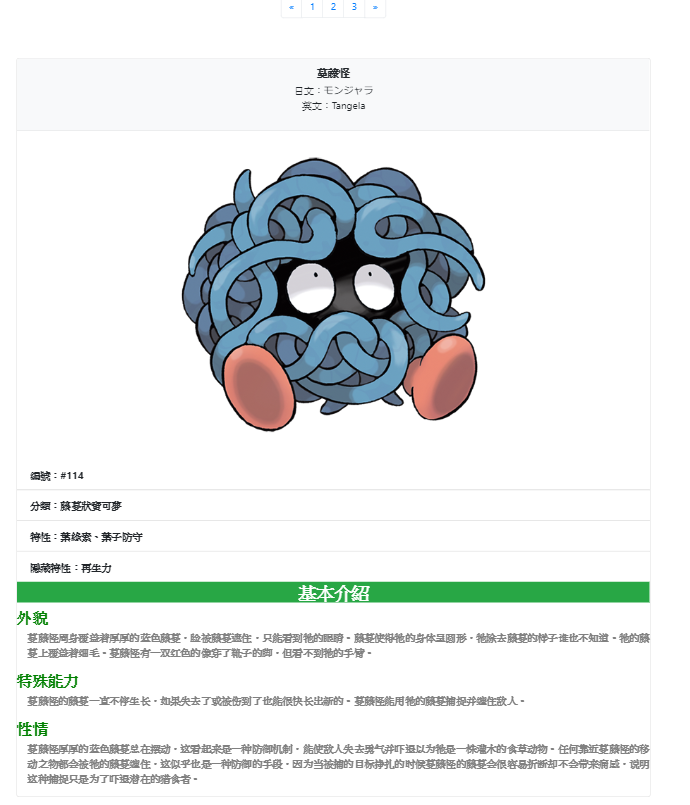 « 1 2 3 »
蔓藤怪
日文：モンジャラ
英文：Tangela
编號：#114
分類：藤蔓狀寶可夢
特性：葉綠素、葉子防守
隱藏特性：再生力
基本介紹
外貌
蔓藤怪周身覆盖着厚厚的蓝色藤蔓，脸被藤蔓遮住，只能看到牠的眼睛。藤蔓使得牠的身体呈圆形，牠除去藤蔓的样子谁也不知道。牠的藤
蔓上覆盖着细毛。蔓藤怪有一双红色的像穿了靴子的脚，但看不到牠的手臂。
特殊能力
蔓藤怪的藤蔓一直不停生长，如果失去了或被伤到了也能很快长出新的。蔓藤怪能用牠的藤蔓捕捉并缠住敌人。
性情
蔓藤怪厚厚的蓝色藤蔓总在摆动，这看起来是一种防御机制，能使敌人失去勇气并吓退以为牠是一株灌木的食草动物。任何靠近蔓藤怪的移
动之物都会被牠的藤蔓缠住，这似乎也是一种防御的手段，因为当被捕的目标挣扎的时候蔓藤怪的藤蔓会很容易折断却不会带来痛感，说明
这种捕捉只是为了吓退潜在的猎食者。